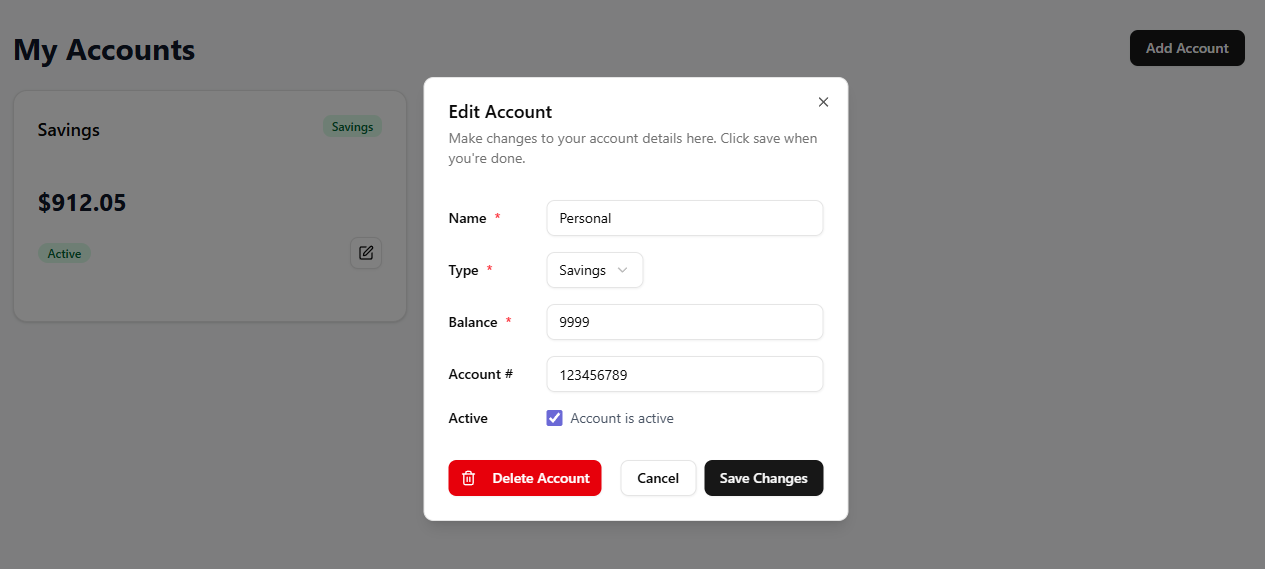 My Accounts
Add Account
Savings
Savings
$912.05
Active
Edit Account
Make changes to your account details here. Click save when
you're done.
Name *
Personal
Type *
Savings
Balance *
9999
Account #
123456789
Active
Account is active
Delete Account
Cancel
Save Changes